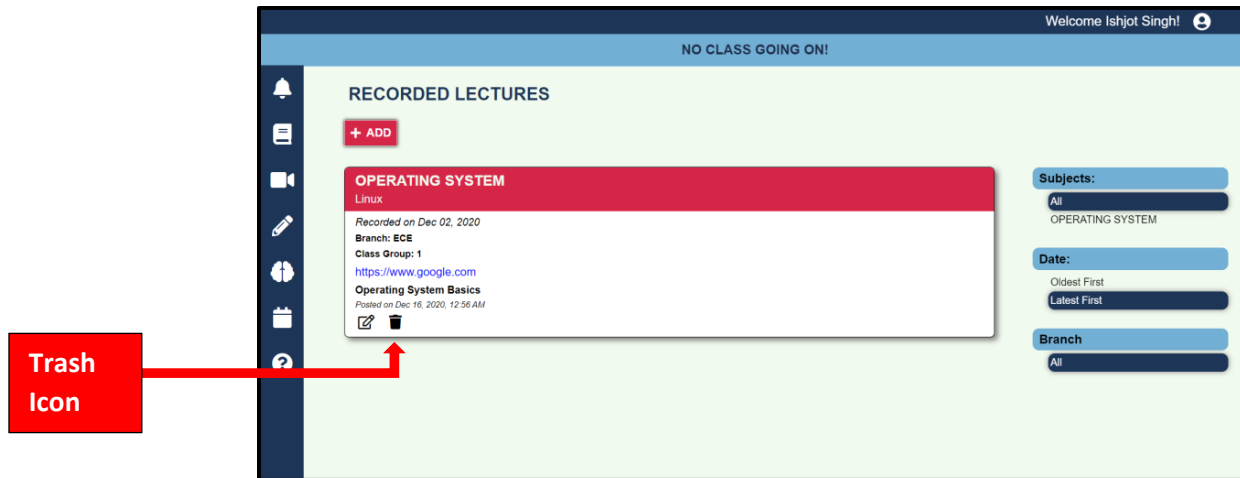 Welcome Ishjot Singh!
NO CLASS GOING ON!
RECORDED LECTURES
+ ADD
OPERATING SYSTEM
Linux
Recorded on Dec 02, 2020
Branch: ECE
Class Group: 1
https://www.google.com
Operating System Basics
Posted on Dec 16, 2020, 12:56 AM
Subjects:
All
OPERATING SYSTEM
Date:
Oldest First
Latest First
Branch
All
Trash
Icon